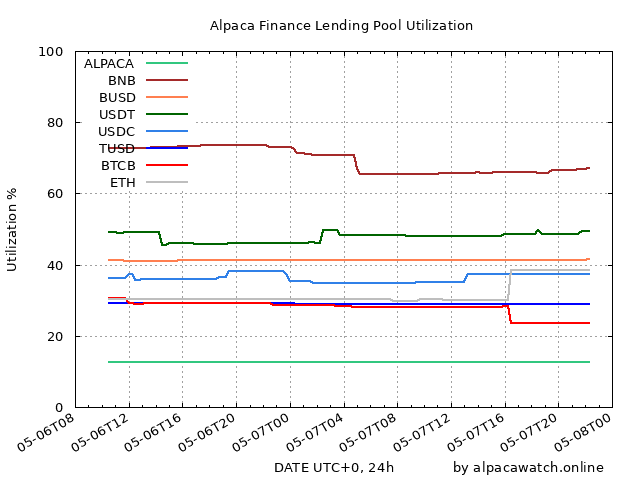 Alpaca Finance Lending Pool Utilization
100
80
60
40
20
0
Utilization %
ALPACA
BNB
BUSD
USDT
USDC
TUSD
BTCB
ETH
05-06T08
05-06T12
05-06T16
05-06T20
05-07T00
05-07T04
05-07T08
05-07T12
05-07T16
05-07T20
05-08T00
DATE UTC+0, 24h
by alpacawatch.online